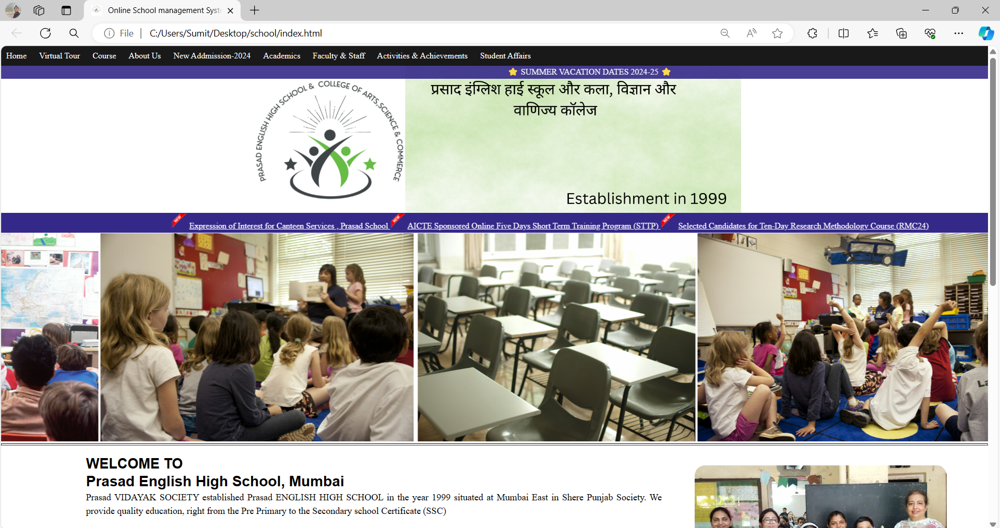 Online School management Syst
File
C:/Users/Sumit/Desktop/school/index.html
Home Virtual Tour Course About Us New Addmission-2024 Academics Faculty & Staff Activities & Achievements Student Affairs
SUMMER VACATION DATES 2024-25
PRASAD ENGLISH HIGH SCHOOL & COLLEGE OF ARTS,SCIENCE & COMMERCE
प्रसाद इंग्लिश हाई स्कूल और कला, विज्ञान और
वाणिज्य कॉलेज
Establishment in 1999
NEW Expression of Interest for Canteen Services , Prasad School NEW AICTE Sponsored Online Five Days Short Term Training Program (STTP) NEW Selected Candidates for Ten-Day Research Methodology Course (RMC24)
WELCOME TO
Prasad English High School, Mumbai
Prasad VIDAYAK SOCIETY established Prasad ENGLISH HIGH SCHOOL in the year 1999 situated at Mumbai East in Shere Punjab Society. We
provide quality education, right from the Pre Primary to the Secondary school Certificate (SSC)